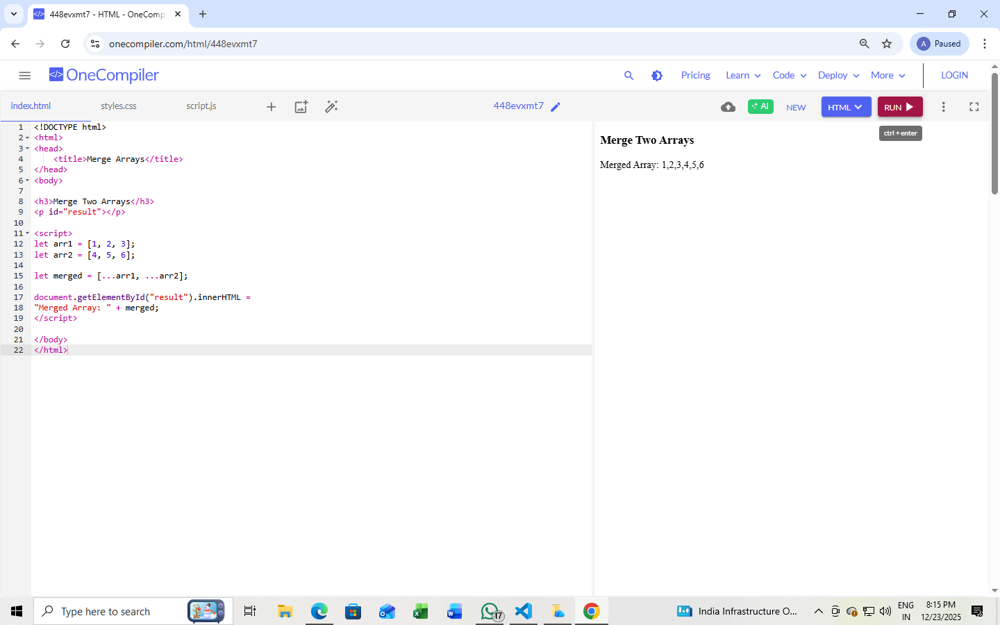 448evxmt7 - HTML - OneComp
onecompiler.com/html/448evxmt7
A Paused
</> OneCompiler
Pricing Learn Code Deploy More LOGIN
index.html styles.css script.js 448evxmt7 AI NEW HTML RUN
ctrl + enter
1 <!DOCTYPE html>
2 <html>
3 <head>
4     <title>Merge Arrays</title>
5 </head>
6 <body>
7
8 <h3>Merge Two Arrays</h3>
9 <p id="result"></p>
10
11 <script>
12 let arr1 = [1, 2, 3];
13 let arr2 = [4, 5, 6];
14
15 let merged = [...arr1, ...arr2];
16
17 document.getElementById("result").innerHTML =
18 "Merged Array: " + merged;
19 </script>
20
21 </body>
22 </html>
Merge Two Arrays
Merged Array: 1,2,3,4,5,6
Type here to search
17
India Infrastructure O...
ENG
IN
8:15 PM
12/23/2025